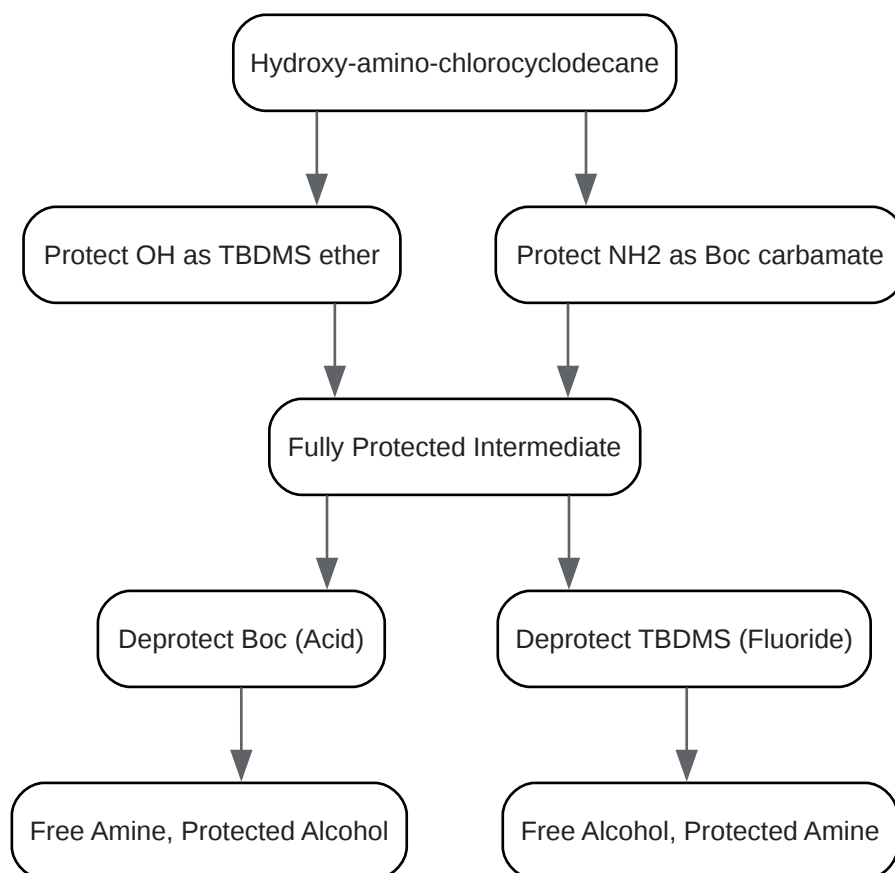 Hydroxy-amino-chlorocyclodecane
Protect OH as TBDMS ether
Protect NH2 as Boc carbamate
Fully Protected Intermediate
Deprotect Boc (Acid)
Deprotect TBDMS (Fluoride)
Free Amine, Protected Alcohol
Free Alcohol, Protected Amine